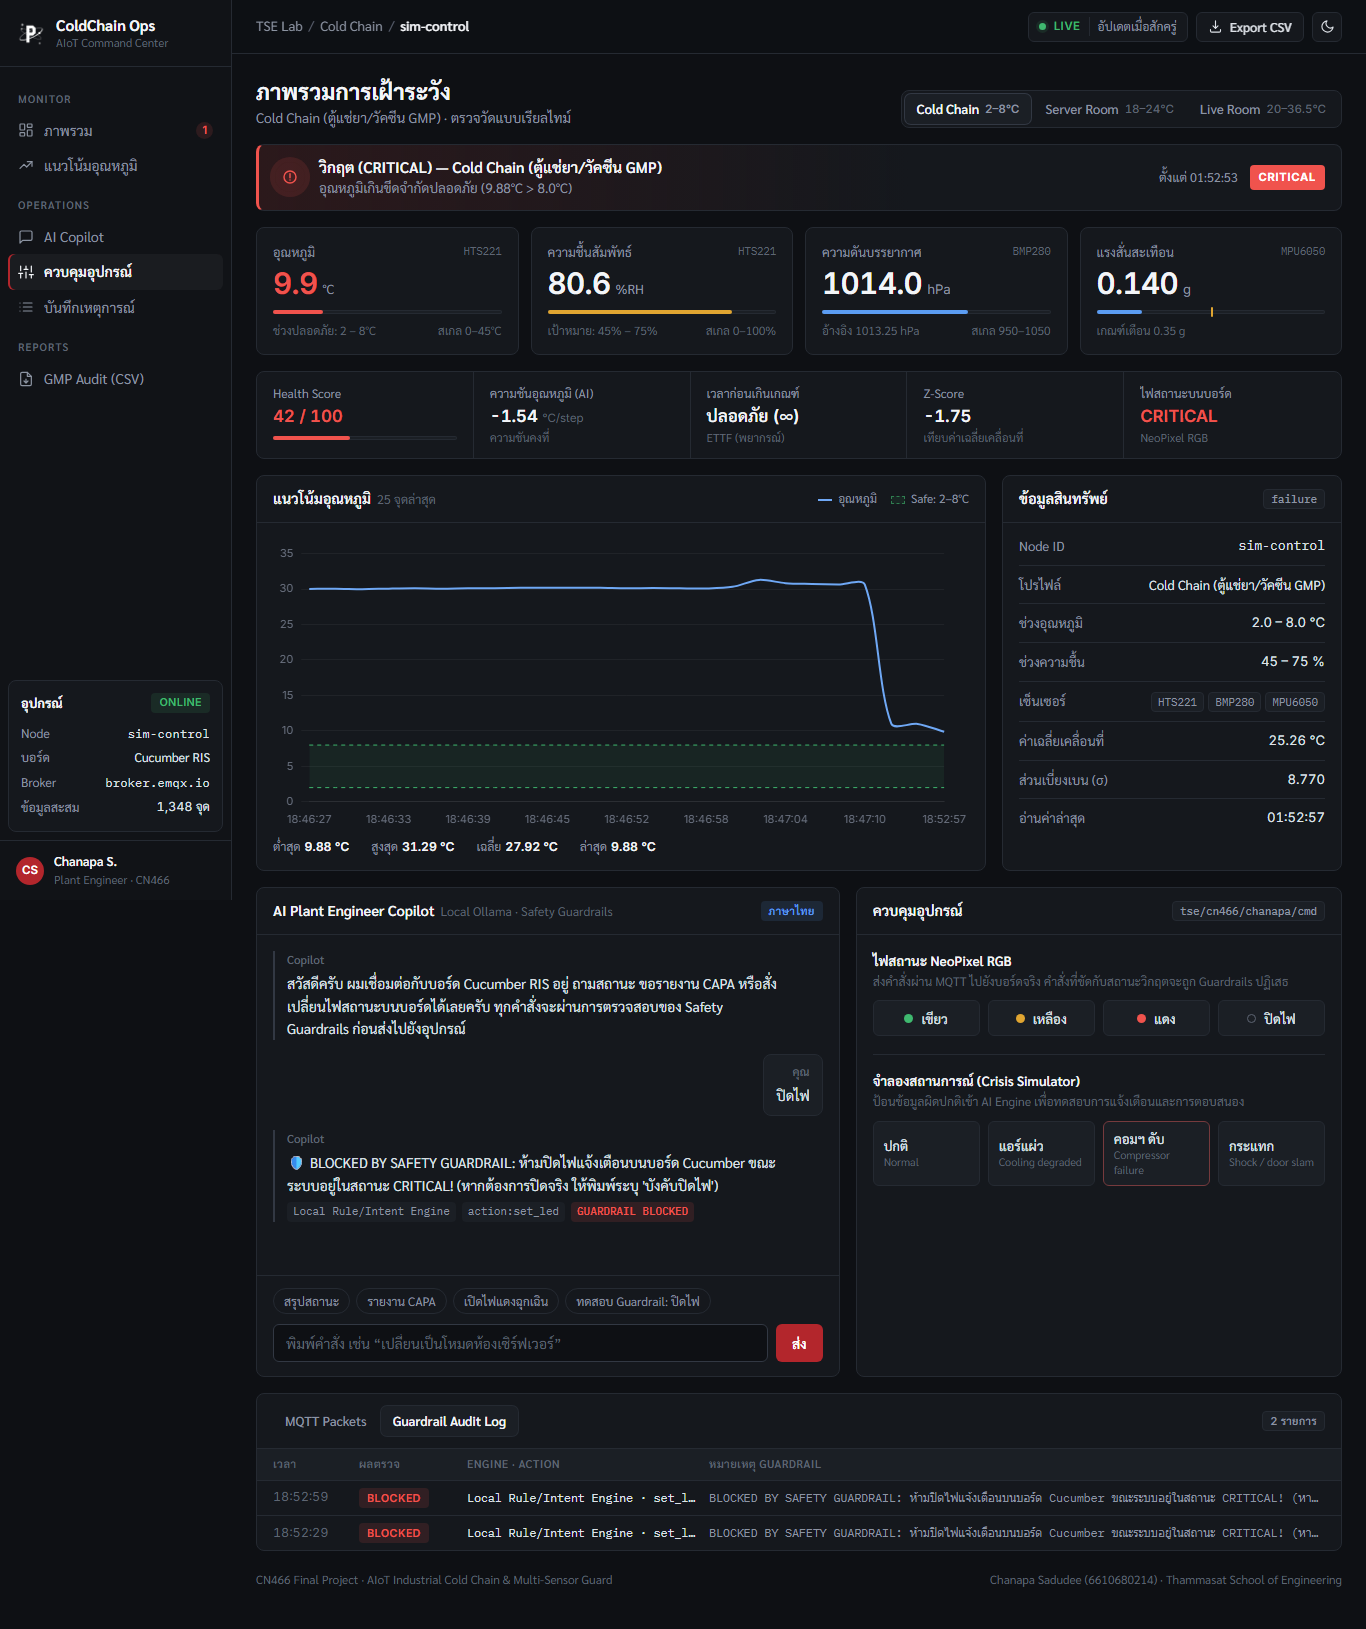 ColdChain Ops
AIoT Command Center
MONITOR
ภาพรวม 1
แนวโน้มอุณหภูมิ
OPERATIONS
AI Copilot
ควบคุมอุปกรณ์
บันทึกเหตุการณ์
REPORTS
GMP Audit (CSV)
อุปกรณ์ ONLINE
Node sim-control
บอร์ด Cucumber RIS
Broker broker.emqx.io
ข้อมูลสะสม 1,348 จุด
CS Chanapa S.
Plant Engineer · CN466
TSE Lab / Cold Chain / sim-control
LIVE อัปเดตเมื่อสักครู่ Export CSV
ภาพรวมการเฝ้าระวัง
Cold Chain (ตู้แช่ยา/วัคซีน GMP) · ตรวจวัดแบบเรียลไทม์
Cold Chain 2–8°C Server Room 18–24°C Live Room 20–36.5°C
วิกฤต (CRITICAL) — Cold Chain (ตู้แช่ยา/วัคซีน GMP)
อุณหภูมิเกินขีดจำกัดปลอดภัย (9.88°C > 8.0°C)
ตั้งแต่ 01:52:53 CRITICAL
อุณหภูมิ HTS221
9.9 °C
ช่วงปลอดภัย: 2 – 8°C สเกล 0–45°C
ความชื้นสัมพัทธ์ HTS221
80.6 %RH
เป้าหมาย: 45% – 75% สเกล 0–100%
ความดันบรรยากาศ BMP280
1014.0 hPa
อ้างอิง 1013.25 hPa สเกล 950–1050
แรงสั่นสะเทือน MPU6050
0.140 g
เกณฑ์เตือน 0.35 g
Health Score
42 / 100
ความชันอุณหภูมิ (AI)
-1.54 °C/step
ความชันคงที่
เวลาก่อนเกินเกณฑ์
ปลอดภัย (∞)
ETTF (พยากรณ์)
Z-Score
-1.75
เทียบค่าเฉลี่ยเคลื่อนที่
ไฟสถานะบนบอร์ด
CRITICAL
NeoPixel RGB
แนวโน้มอุณหภูมิ 25 จุดล่าสุด
อุณหภูมิ Safe: 2–8°C
35
30
25
20
15
10
5
0
18:46:27 18:46:33 18:46:39 18:46:45 18:46:52 18:46:58 18:47:04 18:47:10 18:52:57
ต่ำสุด 9.88 °C สูงสุด 31.29 °C เฉลี่ย 27.92 °C ล่าสุด 9.88 °C
ข้อมูลสินทรัพย์ failure
Node ID sim-control
โปรไฟล์ Cold Chain (ตู้แช่ยา/วัคซีน GMP)
ช่วงอุณหภูมิ 2.0 – 8.0 °C
ช่วงความชื้น 45 – 75 %
เซ็นเซอร์ HTS221 BMP280 MPU6050
ค่าเฉลี่ยเคลื่อนที่ 25.26 °C
ส่วนเบี่ยงเบน (σ) 8.770
อ่านค่าล่าสุด 01:52:57
AI Plant Engineer Copilot Local Ollama · Safety Guardrails ภาษาไทย
Copilot
สวัสดีครับ ผมเชื่อมต่อกับบอร์ด Cucumber RIS อยู่ ถามสถานะ ขอรายงาน CAPA หรือสั่ง
เปลี่ยนไฟสถานะบนบอร์ดได้เลยครับ ทุกคำสั่งจะผ่านการตรวจสอบของ Safety
Guardrails ก่อนส่งไปยังอุปกรณ์
คุณ
ปิดไฟ
Copilot
BLOCKED BY SAFETY GUARDRAIL: ห้ามปิดไฟแจ้งเตือนบนบอร์ด Cucumber ขณะ
ระบบอยู่ในสถานะ CRITICAL! (หากต้องการปิดจริง ให้พิมพ์ระบุ 'บังคับปิดไฟ')
Local Rule/Intent Engine action:set_led GUARDRAIL BLOCKED
สรุปสถานะ รายงาน CAPA เปิดไฟแดงฉุกเฉิน ทดสอบ Guardrail: ปิดไฟ
พิมพ์คำสั่ง เช่น “เปลี่ยนเป็นโหมดห้องเซิร์ฟเวอร์” ส่ง
ควบคุมอุปกรณ์ tse/cn466/chanapa/cmd
ไฟสถานะ NeoPixel RGB
ส่งคำสั่งผ่าน MQTT ไปยังบอร์ดจริง คำสั่งที่ขัดกับสถานะวิกฤตจะถูก Guardrails ปฏิเสธ
เขียว เหลือง แดง ปิดไฟ
จำลองสถานการณ์ (Crisis Simulator)
ป้อนข้อมูลผิดปกติเข้า AI Engine เพื่อทดสอบการแจ้งเตือนและการตอบสนอง
ปกติ
Normal
แอร์แผ่ว
Cooling degraded
คอมฯ ดับ
Compressor
failure
กระแทก
Shock / door slam
MQTT Packets Guardrail Audit Log 2 รายการ
เวลา ผลตรวจ ENGINE · ACTION หมายเหตุ GUARDRAIL
18:52:59 BLOCKED Local Rule/Intent Engine · set_l… BLOCKED BY SAFETY GUARDRAIL: ห้ามปิดไฟแจ้งเตือนบนบอร์ด Cucumber ขณะระบบอยู่ในสถานะ CRITICAL! (หา…
18:52:29 BLOCKED Local Rule/Intent Engine · set_l… BLOCKED BY SAFETY GUARDRAIL: ห้ามปิดไฟแจ้งเตือนบนบอร์ด Cucumber ขณะระบบอยู่ในสถานะ CRITICAL! (หา…
CN466 Final Project · AIoT Industrial Cold Chain & Multi-Sensor Guard
Chanapa Sadudee (6610680214) · Thammasat School of Engineering